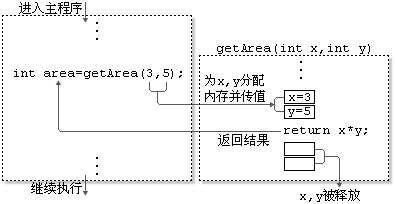 进入主程序
getArea(int x,int y)
int area=getArea(3,5);
为x,y分配
内存并传值
x=3
y=5
return x*y;
返回结果
继续执行
x,y被释放